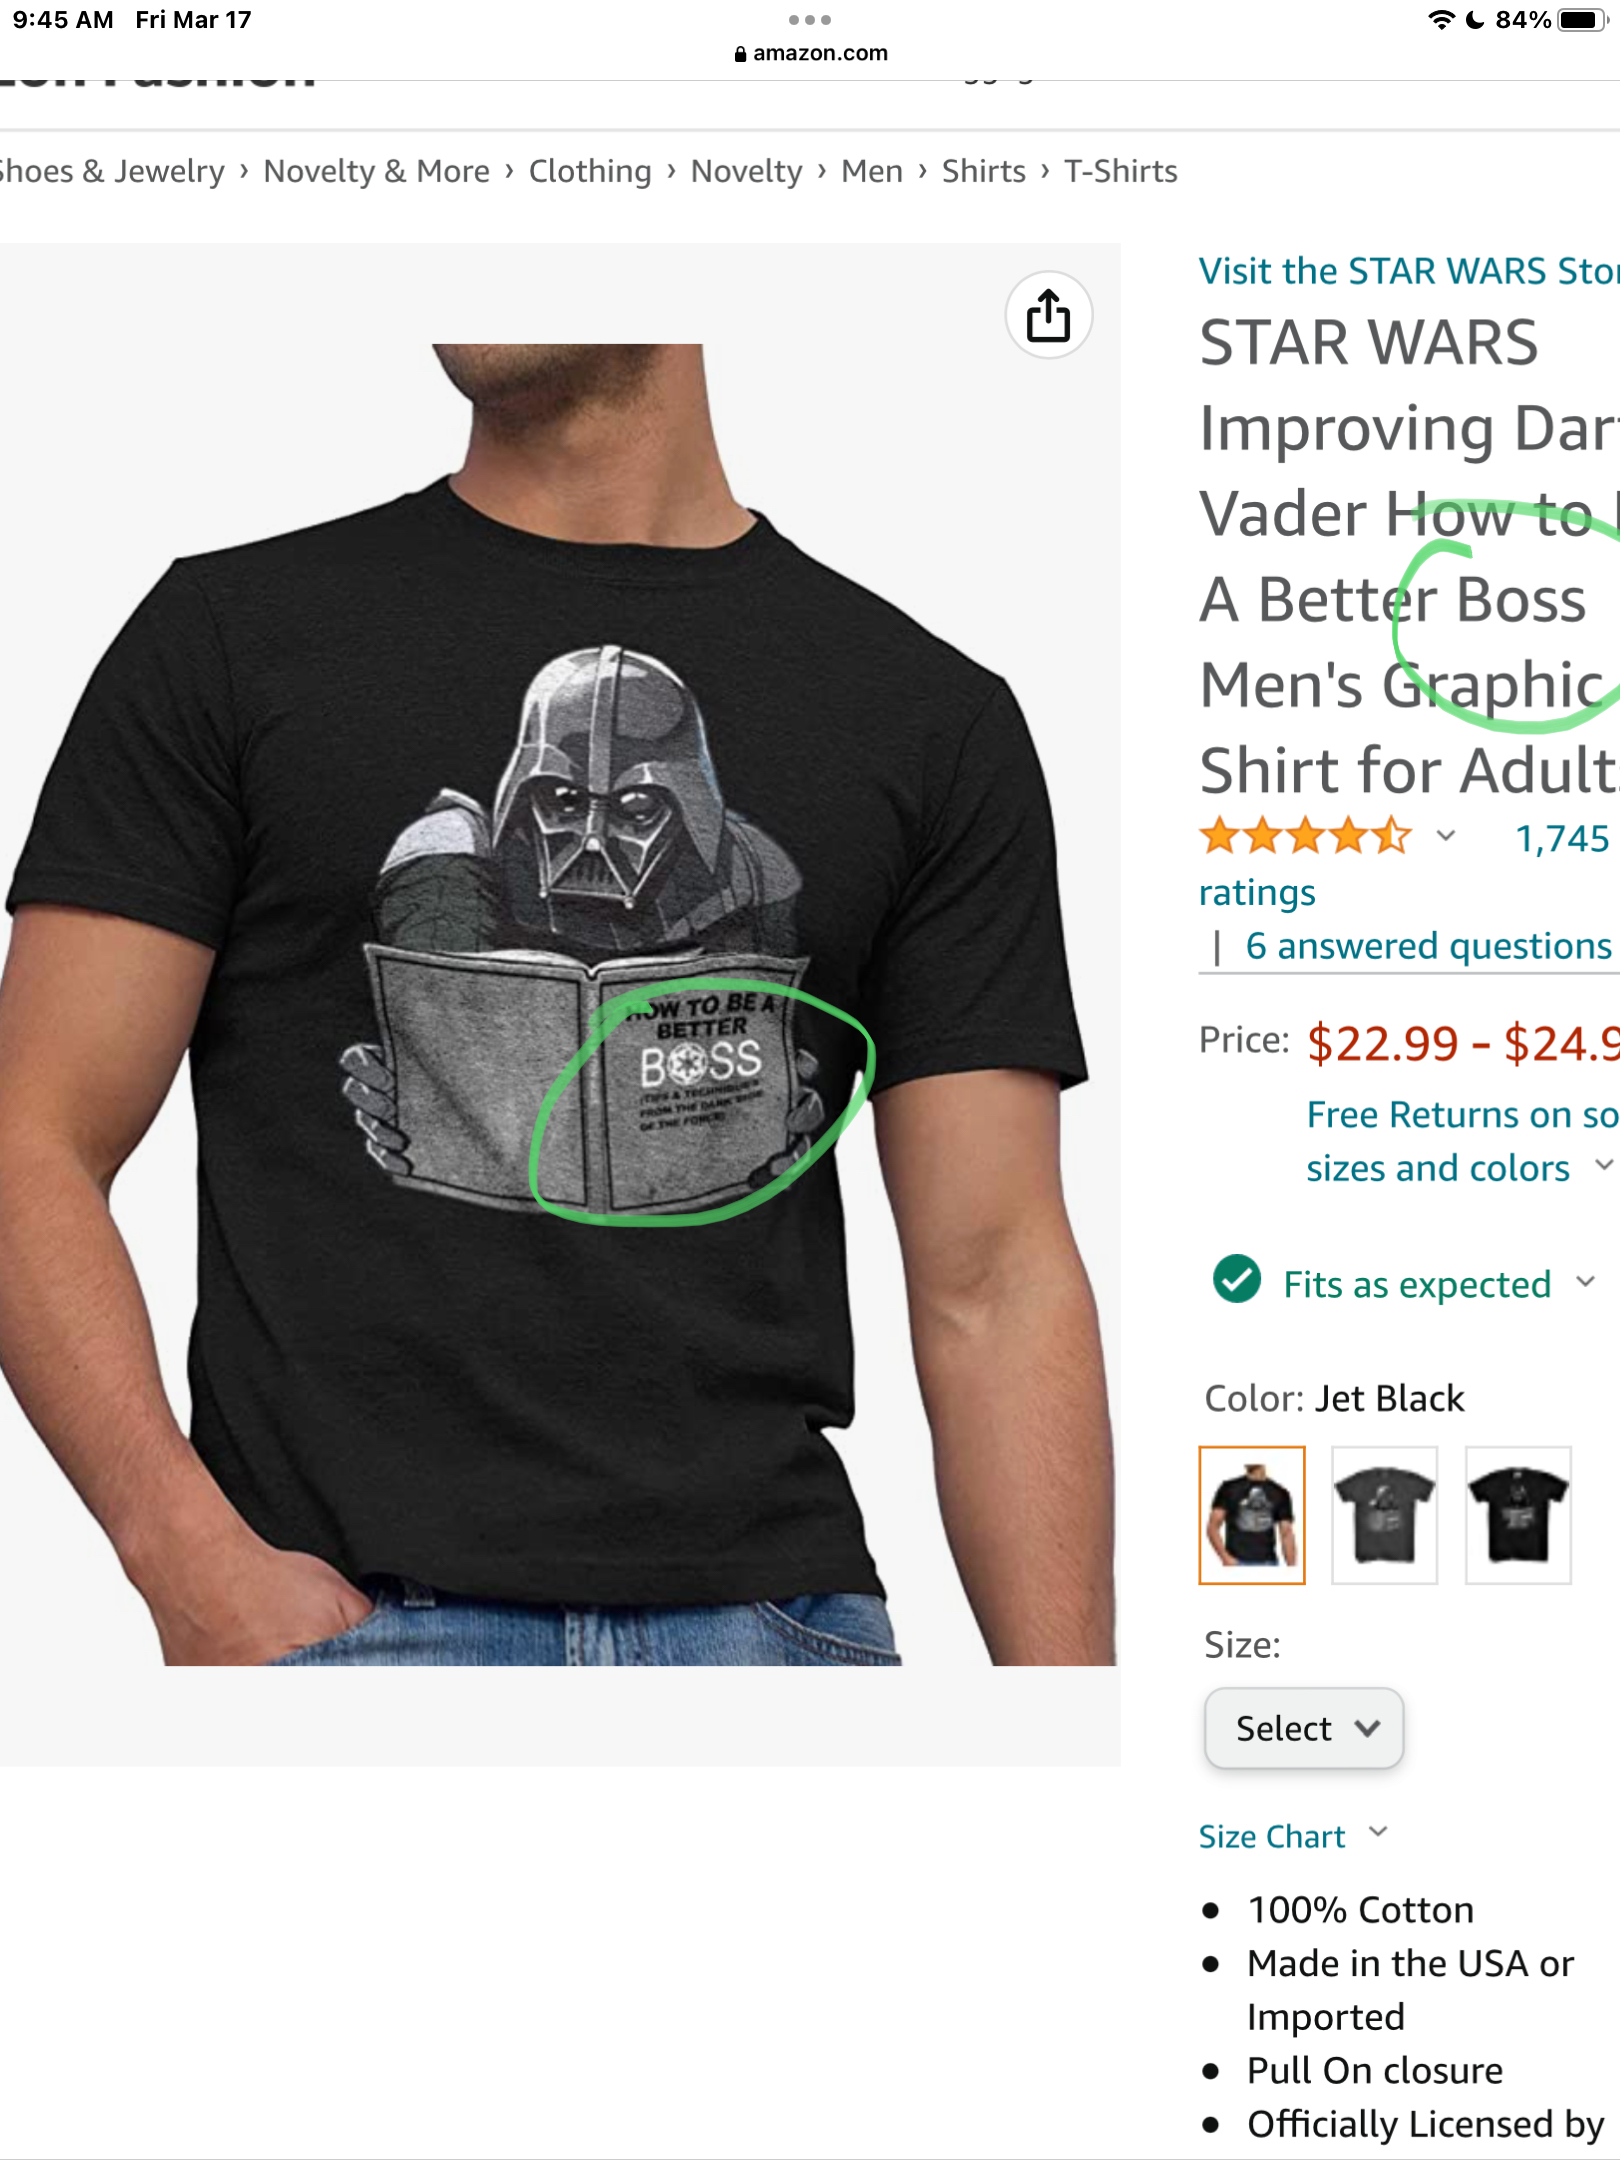 9:45 AM Fri Mar 17
84%
amazon.com
Shoes & Jewelry › Novelty & More › Clothing › Novelty › Men › Shirts › T-Shirts
Visit the STAR WARS Stor
STAR WARS
Improving Dart
Vader How to
A Better Boss
Men's Graphic
Shirt for Adult
1,745
ratings
| 6 answered questions
Price: $22.99 - $24.9
Free Returns on so
sizes and colors
Fits as expected
Color: Jet Black
Size:
Select
Size Chart
• 100% Cotton
• Made in the USA or
Imported
• Pull On closure
• Officially Licensed by
HOW TO BE A
BETTER
BOSS
(TIPS & TECHNIQUES
FROM THE DARK SIDE
OF THE FORCE)